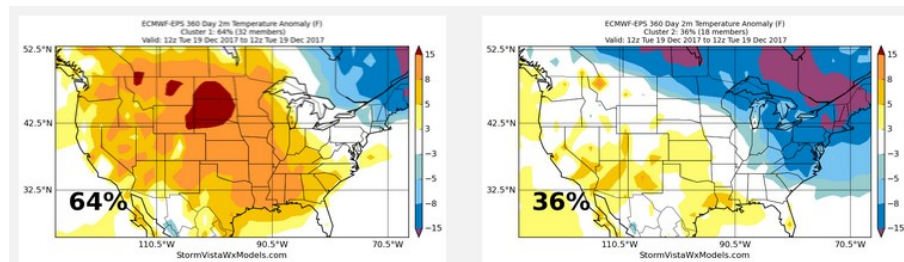 ECMWF-EPS 360 Day 2m Temperature Anomaly (F)
Cluster 1: 64% (32 members)
Valid: 12z Tue 19 Dec 2017 to 12z Tue 19 Dec 2017
52.5°N
42.5°N
32.5°N
64%
110.5°W
90.5°W
70.5°W
15
8
5
3
−3
−5
−8
−15
StormVistaWxModels.com
ECMWF-EPS 360 Day 2m Temperature Anomaly (F)
Cluster 2: 36% (18 members)
Valid: 12z Tue 19 Dec 2017 to 12z Tue 19 Dec 2017
52.5°N
42.5°N
32.5°N
36%
110.5°W
90.5°W
70.5°W
15
8
5
3
−3
−5
−8
−15
StormVistaWxModels.com